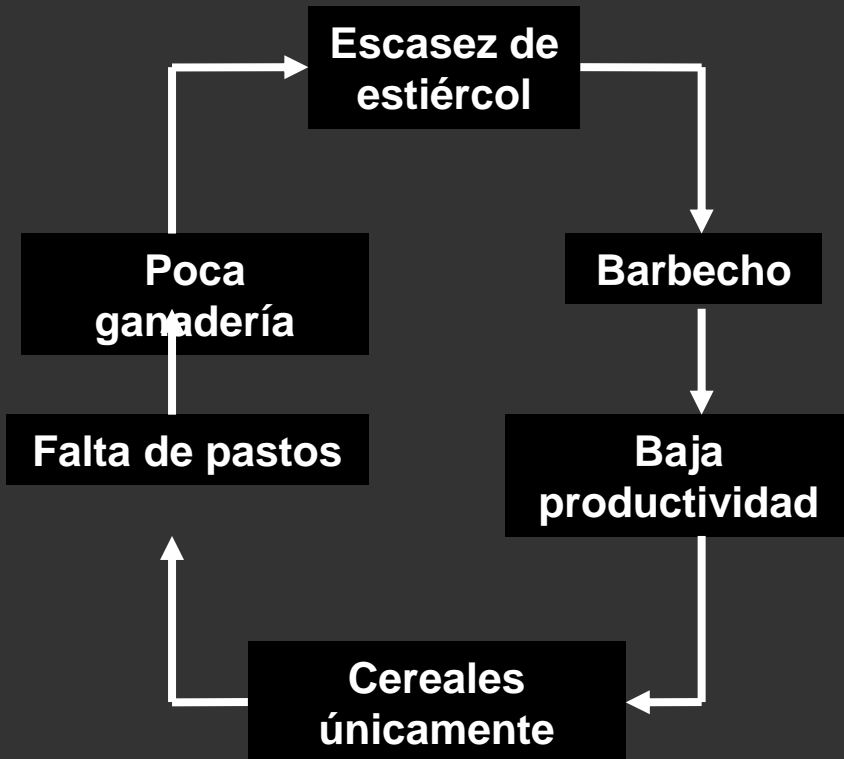 Escasez de
estiércol
Poca
ganadería
Barbecho
Falta de pastos
Baja
productividad
Cereales
únicamente